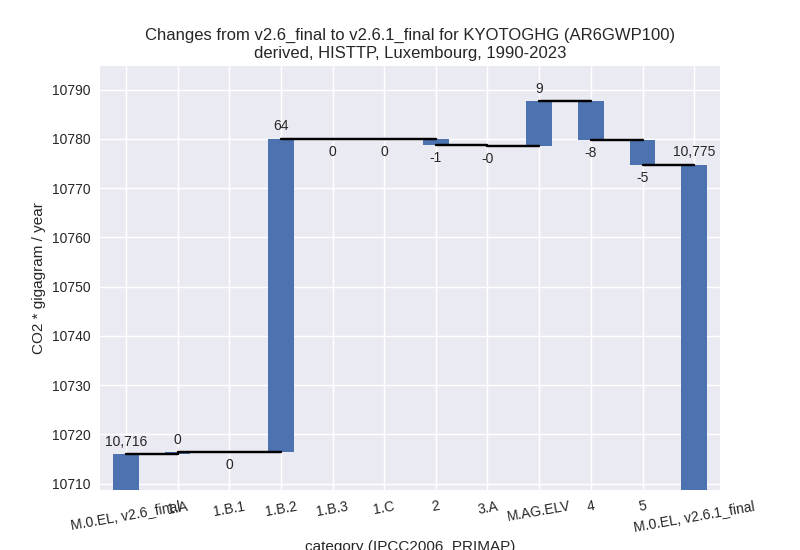 Changes from v2.6_final to v2.6.1_final for KYOTOGHG (AR6GWP100)
derived, HISTTP, Luxembourg, 1990-2023
CO2 * gigagram / year
10790
10780
10770
10760
10750
10740
10730
10720
10710
10,716
0
0
64
0
0
-1
-0
9
-8
-5
10,775
M.0.EL, v2.6_final
1.A
1.B.1
1.B.2
1.B.3
1.C
2
3.A
M.AG.ELV
4
5
M.0.EL, v2.6.1_final
category (IPCC2006_PRIMAP)